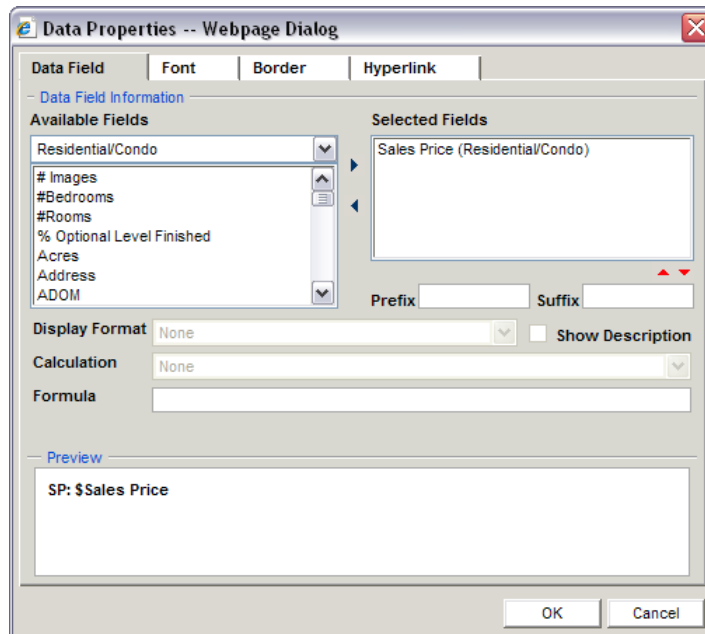 Data Properties -- Webpage Dialog
Data Field Font Border Hyperlink
Data Field Information
Available Fields Selected Fields
Residential/Condo Sales Price (Residential/Condo)
# Images
#Bedrooms
#Rooms
% Optional Level Finished
Acres
Address
ADOM
Prefix Suffix
Display Format None Show Description
Calculation None
Formula
Preview
SP: $Sales Price
OK Cancel